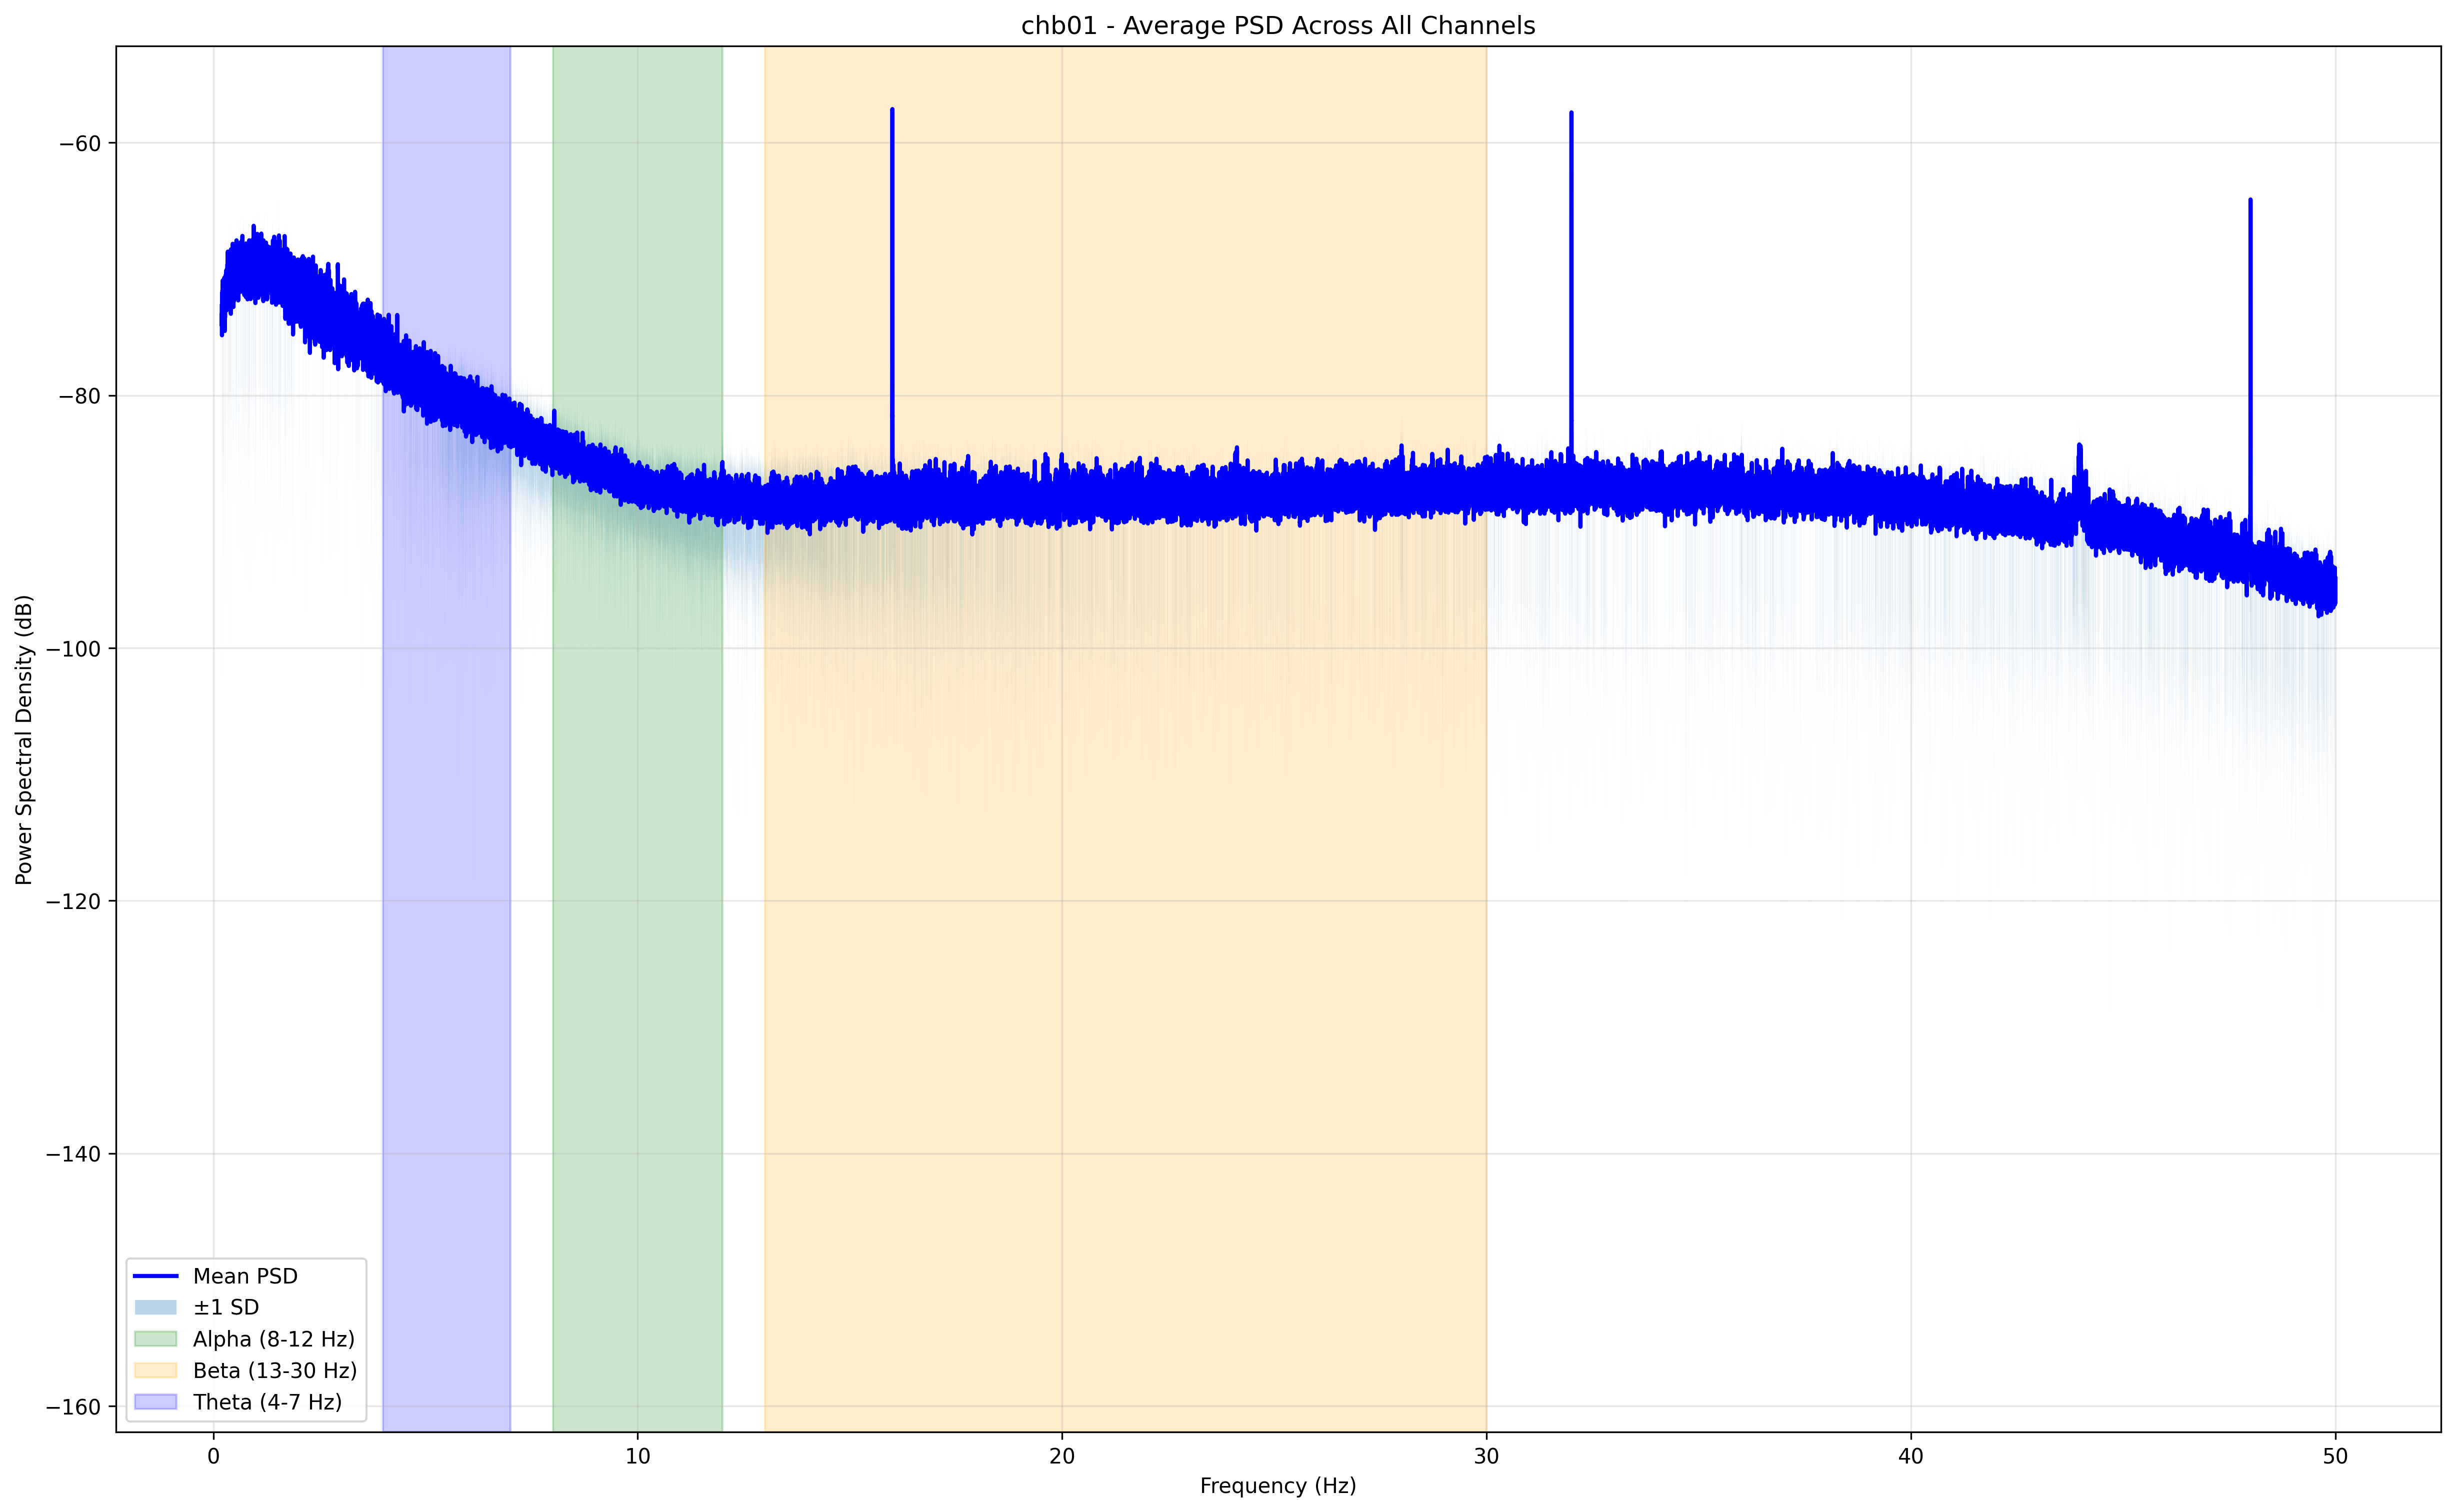 chb01 - Average PSD Across All Channels
Power Spectral Density (dB)
−60
−80
−100
−120
−140
−160
Mean PSD
±1 SD
Alpha (8-12 Hz)
Beta (13-30 Hz)
Theta (4-7 Hz)
0 10 20 30 40 50
Frequency (Hz)